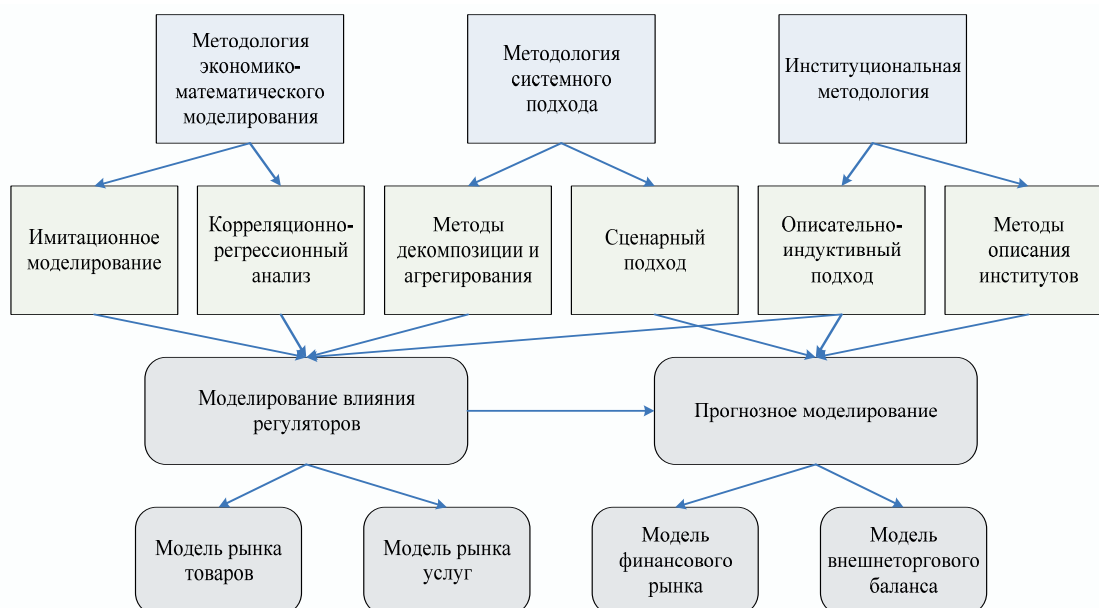 Методология
экономико-
математического
моделирования
Методология
системного
подхода
Институциональная
методология
Имитационное
моделирование
Корреляционно-
регрессионный
анализ
Методы
декомпозиции и
агрегирования
Сценарный
подход
Описательно-
индуктивный
подход
Методы
описания
институтов
Моделирование влияния
регуляторов
Прогнозное моделирование
Модель рынка
товаров
Модель рынка
услуг
Модель
финансового
рынка
Модель
внешнеторгового
баланса